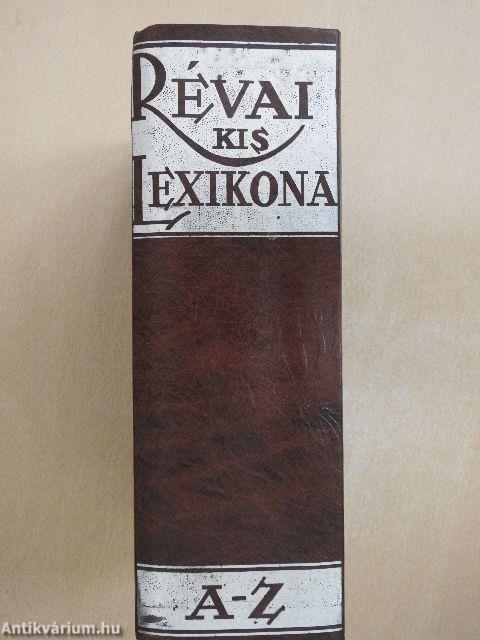 RÉVAI
KIS
LEXIKONA
A-Z
Antikvárium.hu